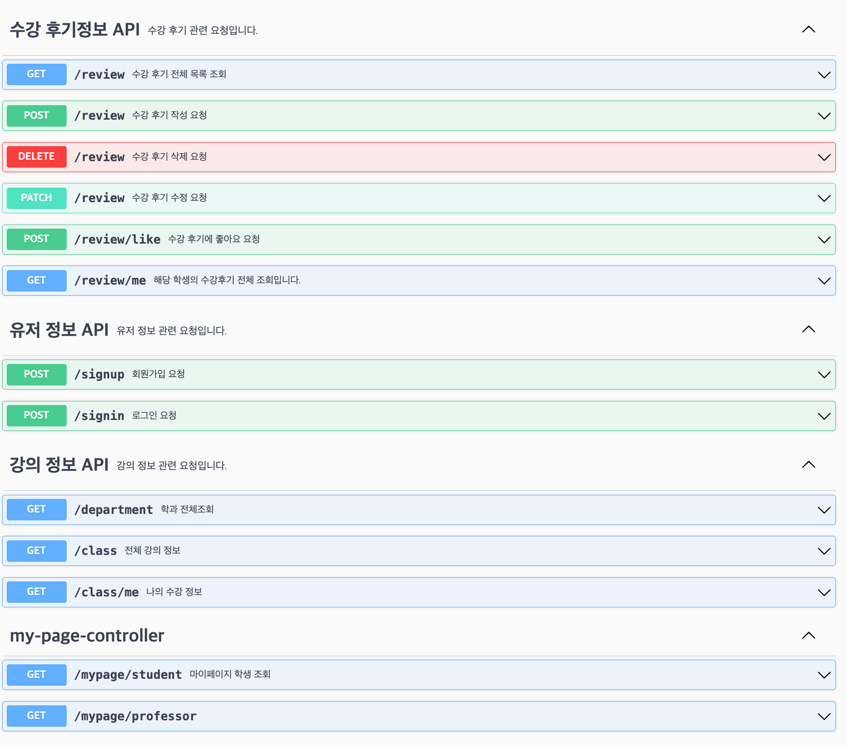 수강 후기정보 API 수강 후기 관련 요청입니다.
GET /review 수강 후기 전체 목록 조회
POST /review 수강 후기 작성 요청
DELETE /review 수강 후기 삭제 요청
PATCH /review 수강 후기 수정 요청
POST /review/like 수강 후기에 좋아요 요청
GET /review/me 해당 학생의 수강후기 전체 조회입니다.
유저 정보 API 유저 정보 관련 요청입니다.
POST /signup 회원가입 요청
POST /signin 로그인 요청
강의 정보 API 강의 정보 관련 요청입니다.
GET /department 학과 전체조회
GET /class 전체 강의 정보
GET /class/me 나의 수강 정보
my-page-controller
GET /mypage/student 마이페이지 학생 조회
GET /mypage/professor